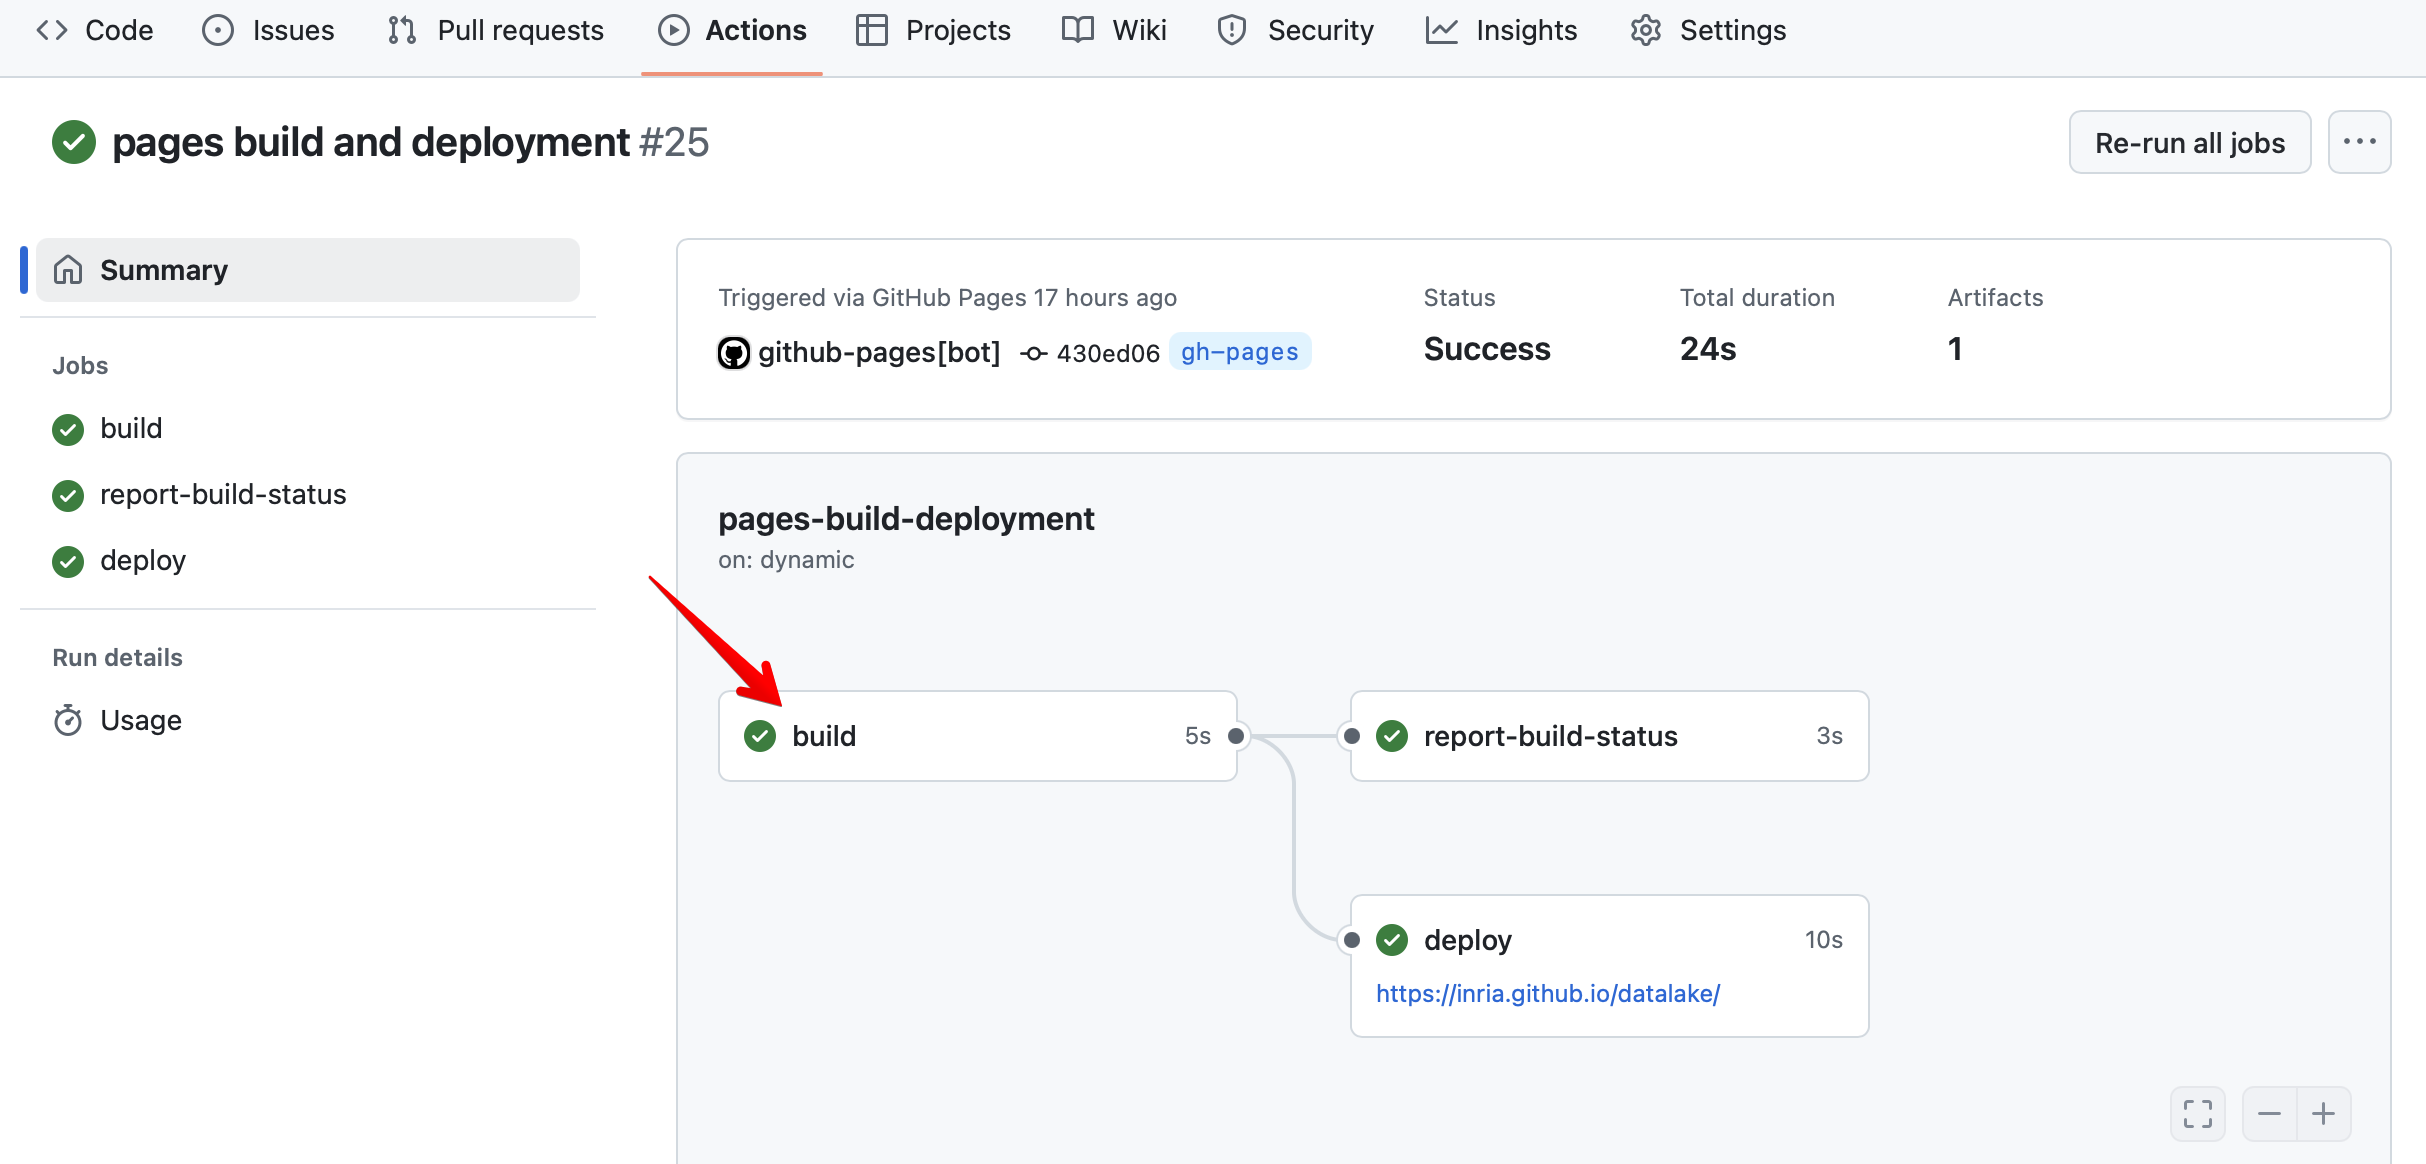 Code Issues Pull requests Actions Projects Wiki Security Insights Settings
pages build and deployment #25
Re-run all jobs
Summary
Jobs
build
report-build-status
deploy
Run details
Usage
Triggered via GitHub Pages 17 hours ago
github-pages[bot] 430ed06 gh-pages
Status
Success
Total duration
24s
Artifacts
1
pages-build-deployment
on: dynamic
build 5s
report-build-status 3s
deploy 10s
https://inria.github.io/datalake/